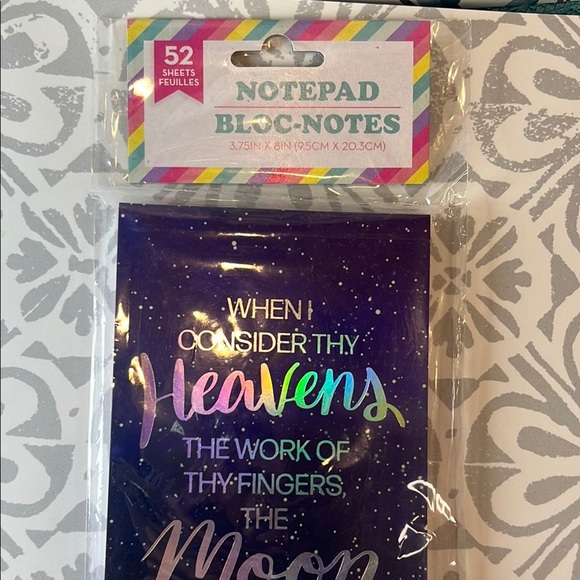 52
SHEETS
FEUILLES
NOTEPAD
BLOC-NOTES
3.75IN X 8IN (9.5CM X 20.3CM)
WHEN I
CONSIDER THY
Heavens
THE WORK OF
THY FINGERS,
THE
Moon